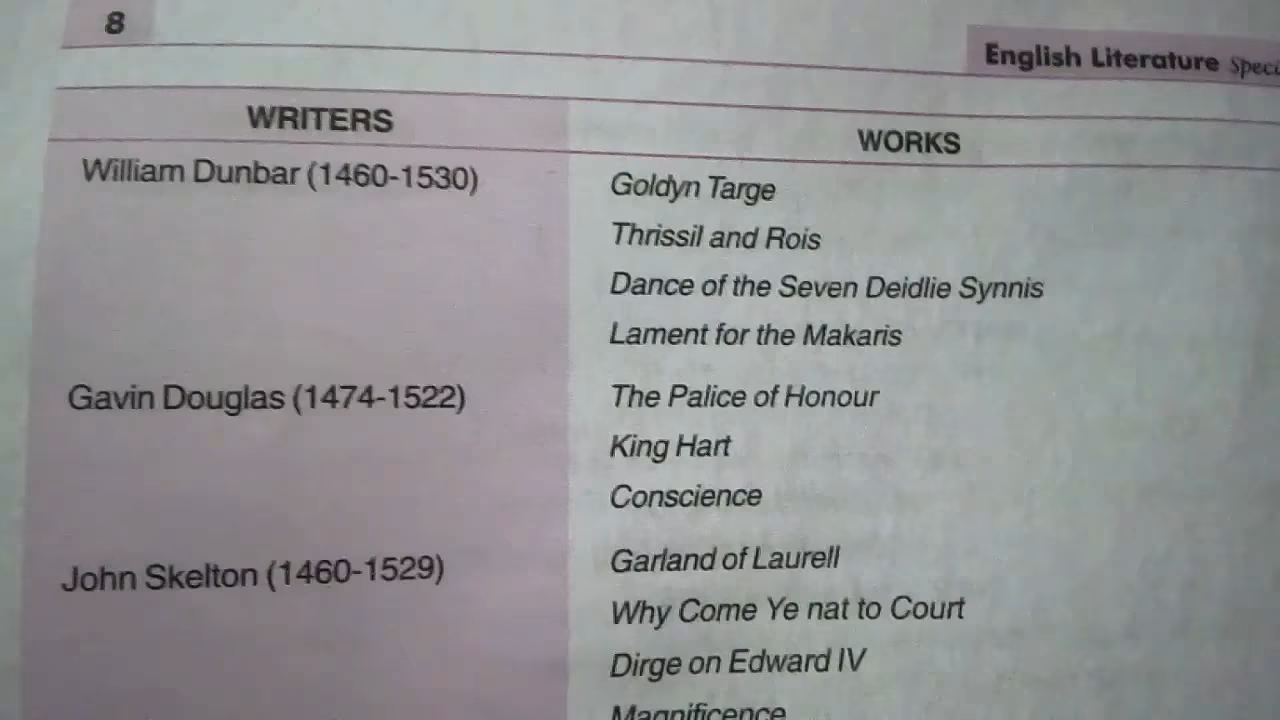 8
English Literature
WRITERS
WORKS
William Dunbar (1460-1530)
Goldyn Targe
Thrissil and Rois
Dance of the Seven Deidlie Synnis
Lament for the Makaris
Gavin Douglas (1474-1522)
The Palice of Honour
King Hart
Conscience
John Skelton (1460-1529)
Garland of Laurell
Why Come Ye nat to Court
Dirge on Edward IV
Magnificence